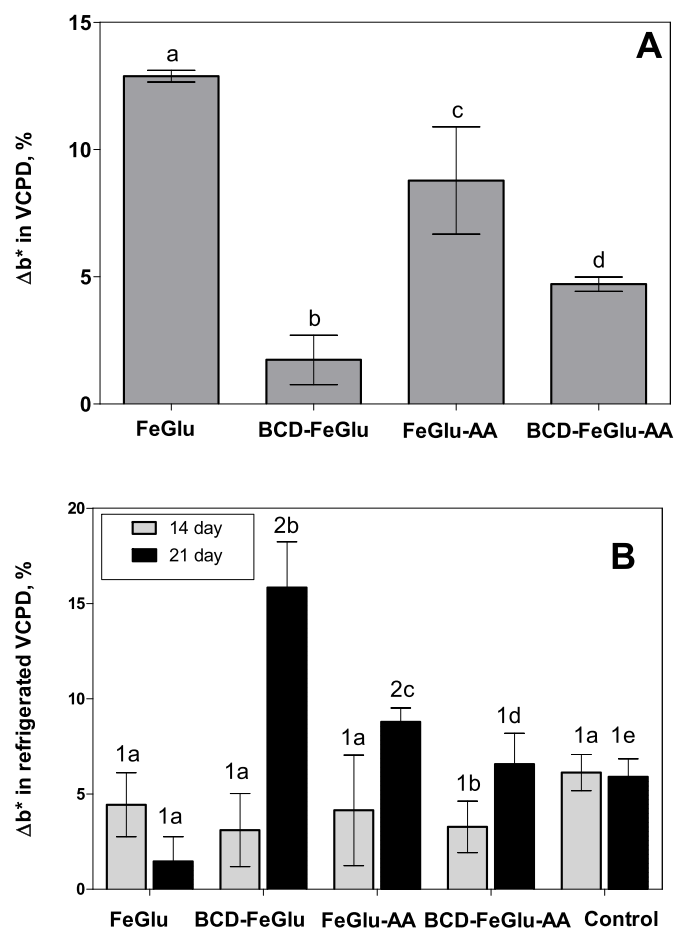 15
A
a
c
Δb* in VCPD, %
10
d
5
b
0
FeGlu BCD-FeGlu FeGlu-AA BCD-FeGlu-AA
20
14 day
21 day
2b
B
Δb* in refrigerated VCPD, %
15
10
2c
1a 1a 1a 1d 1a 1e
1a 1b
5
0
FeGlu BCD-FeGlu FeGlu-AA BCD-FeGlu-AA Control